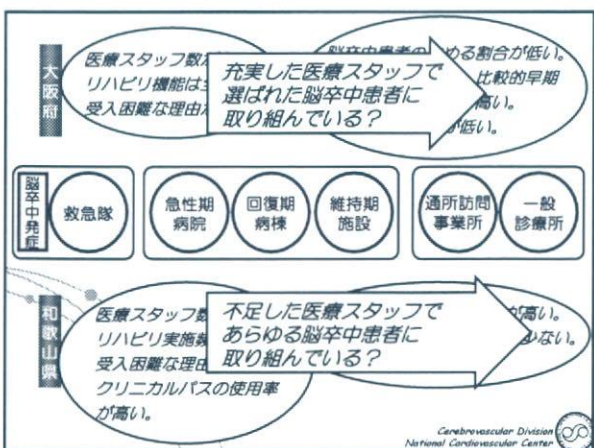 大阪府
医療スタッフ数が
リハビリ機能は
受入困難な理由
充実した医療スタッフで
選ばれた脳卒中患者に
取り組んでいる?
脳卒中患者の
める割合が低い。
比較的早期
高い。
が低い。
脳卒中発症
救急隊
急性期
病院
回復期
病棟
維持期
施設
通所訪問
事業所
一般
診療所
和歌山県
医療スタッフ数
リハビリ実施
受入困難な理由
クリニカルパスの使用率
が高い。
不足した医療スタッフで
あらゆる脳卒中患者に
取り組んでいる?
が高い。
少ない。
Cerebrovascular Division
National Cardiovascular Center